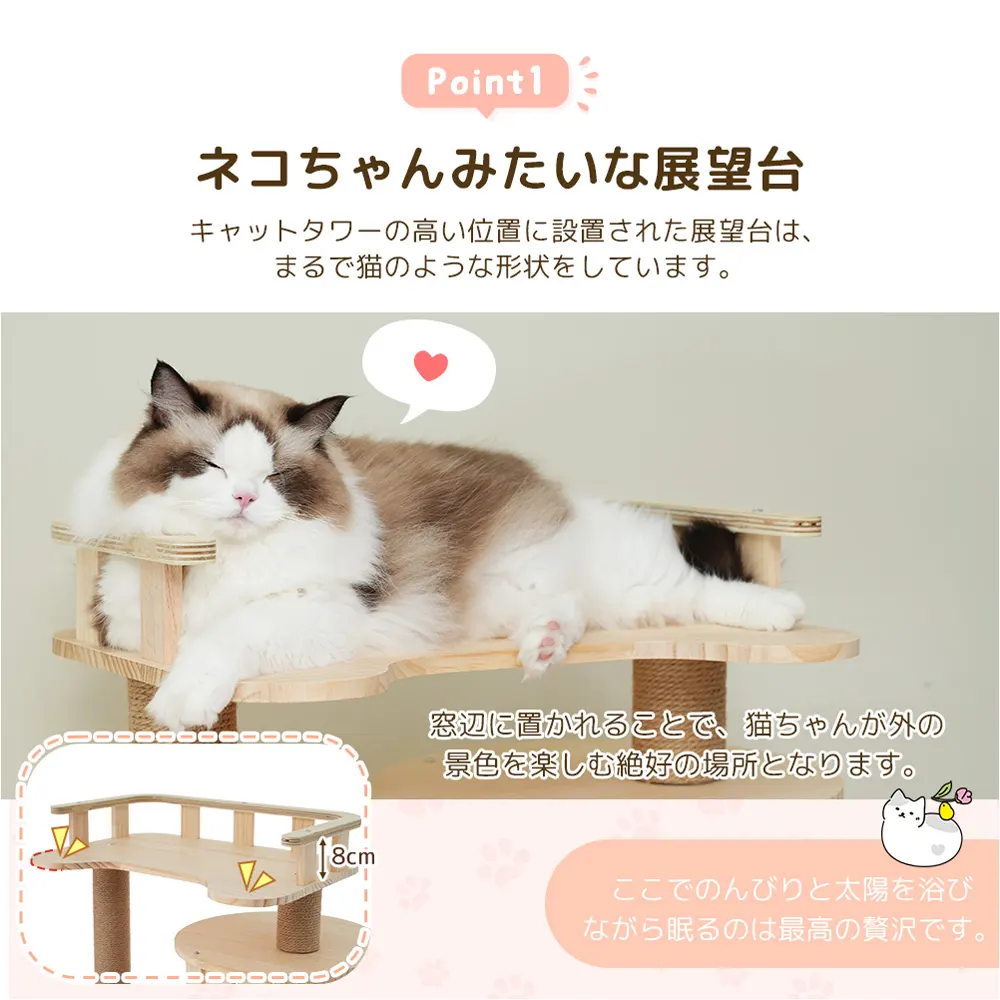 Point1
ネコちゃんみたいな展望台
キャットタワーの高い位置に設置された展望台は、
まるで猫のような形状をしています。
窓辺に置かれることで、猫ちゃんが外の
景色を楽しむ絶好の場所となります。
8cm
ここでのんびりと太陽を浴び
ながら眠るのは最高の贅沢です。